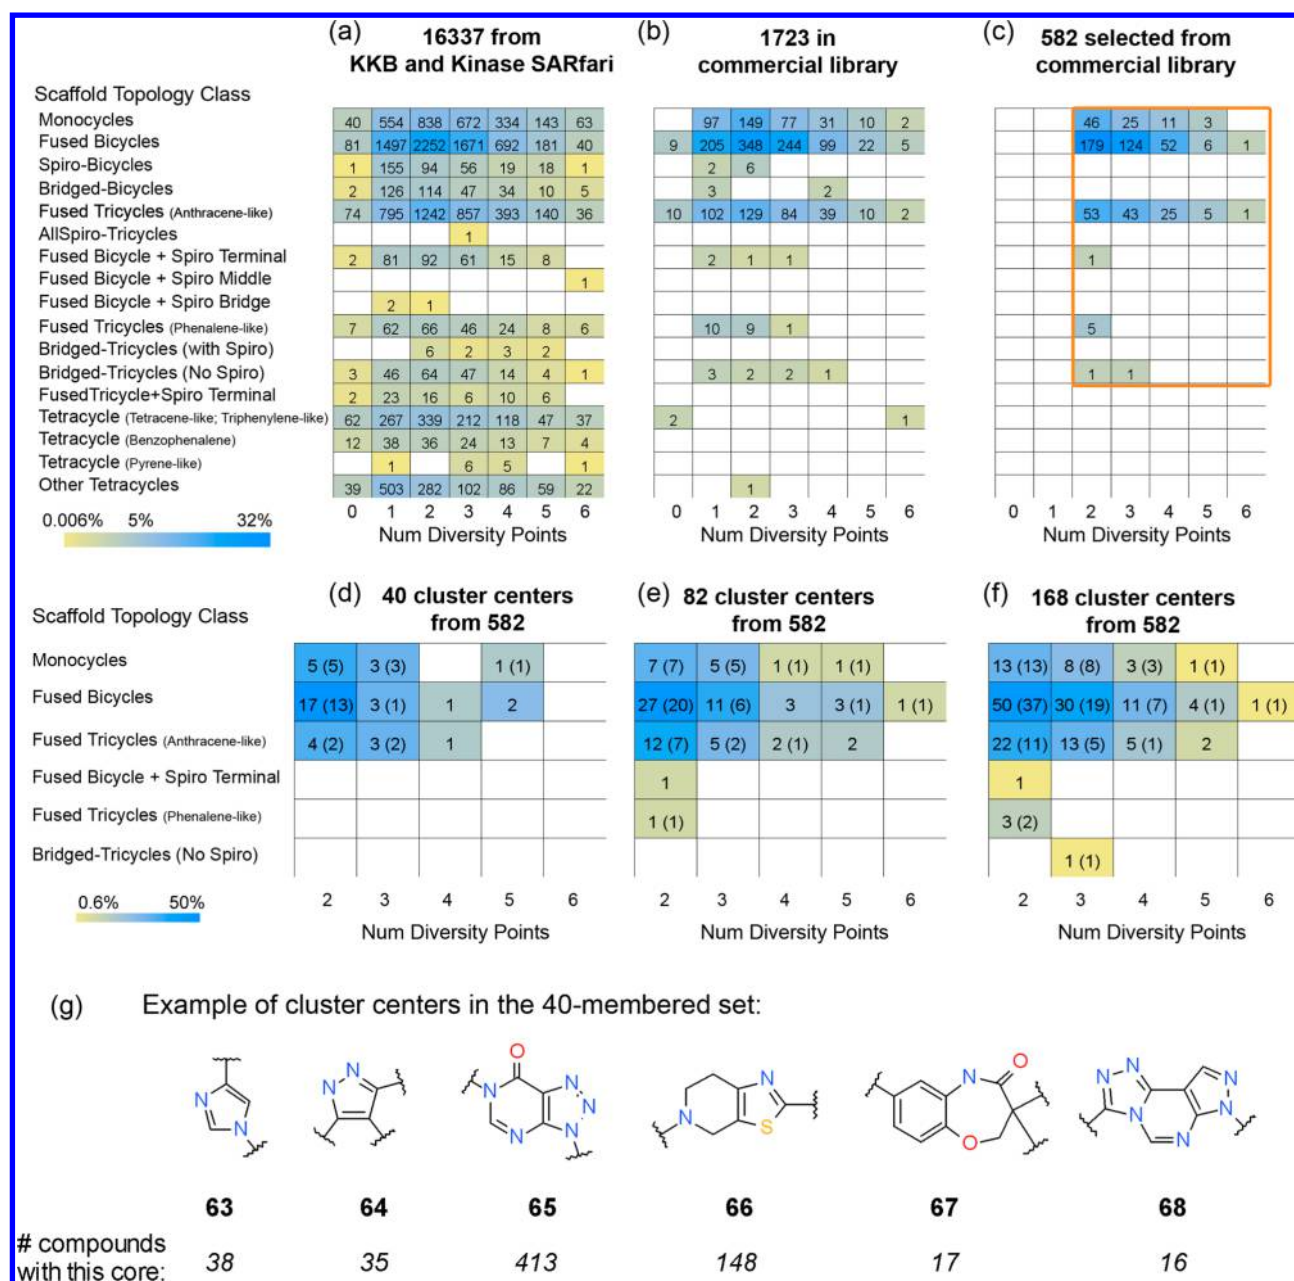 (a) 16337 from
KKB and Kinase SARfari
(b) 1723 in
commercial library
(c) 582 selected from
commercial library
Scaffold Topology Class
Monocycles 40 554 838 672 334 143 63 97 149 77 31 10 2 46 25 11 3
Fused Bicycles 81 1497 2252 1671 692 181 40 9 205 348 244 99 22 5 179 124 52 6 1
Spiro-Bicycles 1 155 94 56 19 18 1 2 6
Bridged-Bicycles 2 126 114 47 34 10 5 3 2
Fused Tricycles (Anthracene-like) 74 795 1242 857 393 140 36 10 102 129 84 39 10 2 53 43 25 5 1
AllSpiro-Tricycles 1
Fused Bicycle + Spiro Terminal 2 81 92 61 15 8 2 1 1 1
Fused Bicycle + Spiro Middle 1
Fused Bicycle + Spiro Bridge 2 1
Fused Tricycles (Phenalene-like) 7 62 66 46 24 8 6 10 9 1 5
Bridged-Tricycles (with Spiro) 6 2 3 2
Bridged-Tricycles (No Spiro) 3 46 64 47 14 4 1 3 2 2 1 1 1
FusedTricycle+Spiro Terminal 2 23 16 6 10 6
Tetracycle (Tetracene-like; Triphenylene-like) 62 267 339 212 118 47 37 2 1
Tetracycle (Benzophenalene) 12 38 36 24 13 7 4
Tetracycle (Pyrene-like) 1 6 5 1
Other Tetracycles 39 503 282 102 86 59 22 1
0.006% 5% 32%
0 1 2 3 4 5 6 0 1 2 3 4 5 6 0 1 2 3 4 5 6
Num Diversity Points Num Diversity Points Num Diversity Points
(d) 40 cluster centers
from 582
(e) 82 cluster centers
from 582
(f) 168 cluster centers
from 582
Scaffold Topology Class
Monocycles 5 (5) 3 (3) 1 (1) 7 (7) 5 (5) 1 (1) 1 (1) 13 (13) 8 (8) 3 (3) 1 (1)
Fused Bicycles 17 (13) 3 (1) 1 2 27 (20) 11 (6) 3 3 (1) 1 (1) 50 (37) 30 (19) 11 (7) 4 (1) 1 (1)
Fused Tricycles (Anthracene-like) 4 (2) 3 (2) 1 12 (7) 5 (2) 2 (1) 2 22 (11) 13 (5) 5 (1) 2
Fused Bicycle + Spiro Terminal 1 1
Fused Tricycles (Phenalene-like) 1 (1) 3 (2)
Bridged-Tricycles (No Spiro) 1 (1)
0.6% 50%
2 3 4 5 6 2 3 4 5 6 2 3 4 5 6
Num Diversity Points Num Diversity Points Num Diversity Points
(g) Example of cluster centers in the 40-membered set:
N N
N N
O N N N N N
N N S
N O O
N N N N N N
63 64 65 66 67 68
# compounds
with this core: 38 35 413 148 17 16